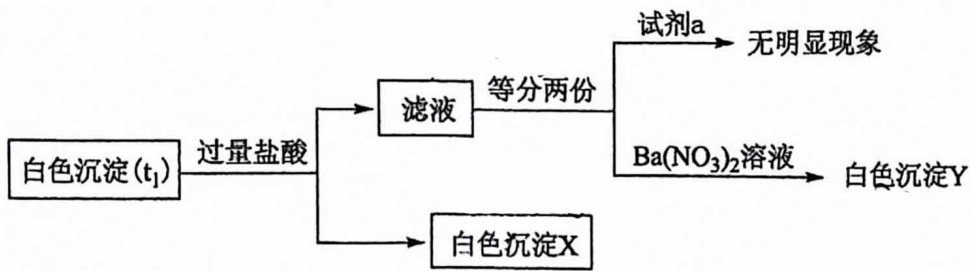 试剂a
无明显现象
等分两份
滤液
过量盐酸
Ba(NO₃)₂溶液
白色沉淀(t₁)
白色沉淀Y
白色沉淀X